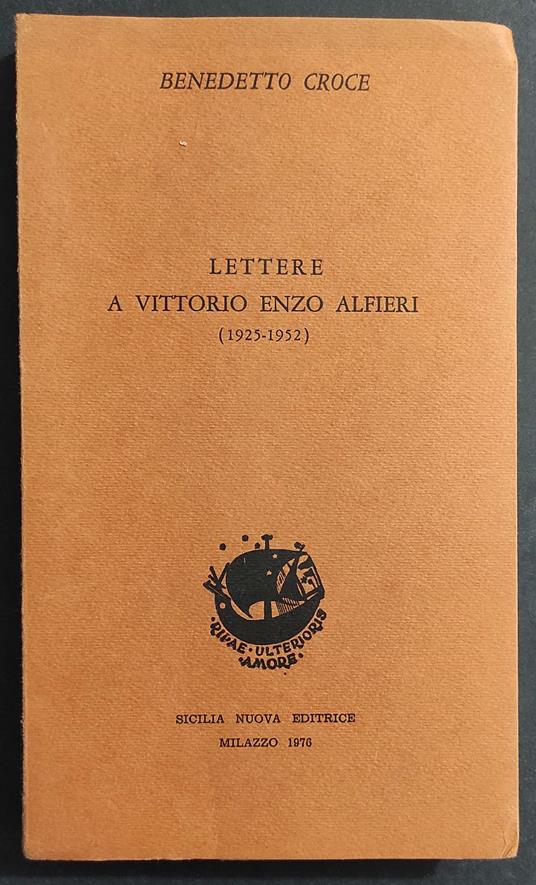 BENEDETTO CROCE
LETTERE
A VITTORIO ENZO ALFIERI
(1925-1952)
·RIPAE·ULTERIORIS
·AMORE·
SICILIA NUOVA EDITRICE
MILAZZO 1976